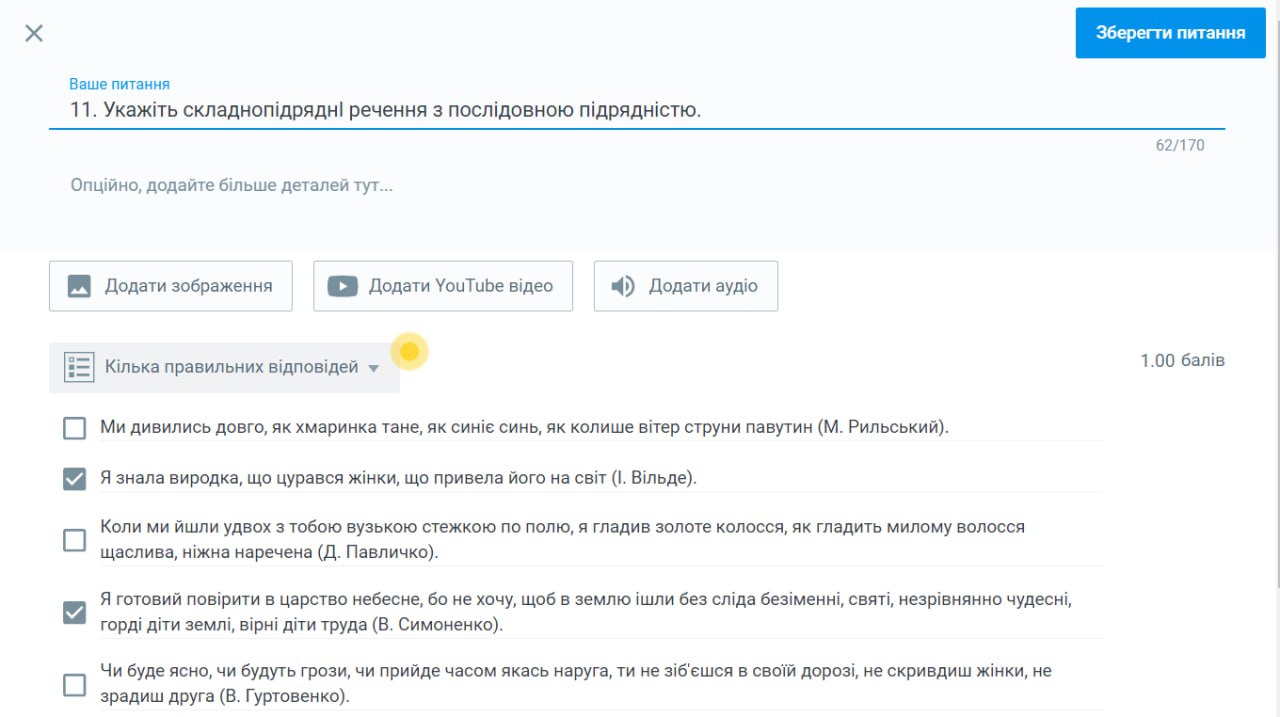 Зберегти питання
Ваше питання
11. Укажіть складнопідряднІ речення з послідовною підрядністю.
62/170
Опційно, додайте більше деталей тут...
Додати зображення
Додати YouTube відео
Додати аудіо
Кілька правильних відповідей
1.00 балів
Ми дивились довго, як хмаринка тане, як синіє синь, як колише вітер струни павутин (М. Рильський).
Я знала виродка, що цурався жінки, що привела його на світ (І. Вільде).
Коли ми йшли удвох з тобою вузькою стежкою по полю, я гладив золоте колосся, як гладить милому волосся
щаслива, ніжна наречена (Д. Павличко).
Я готовий повірити в царство небесне, бо не хочу, щоб в землю ішли без сліда безіменні, святі, незрівнянно чудесні,
горді діти землі, вірні діти труда (В. Симоненко).
Чи буде ясно, чи будуть грози, чи прийде часом якась наруга, ти не зіб'єшся в своїй дорозі, не скривдиш жінки, не
зрадиш друга (В. Гуртовенко).